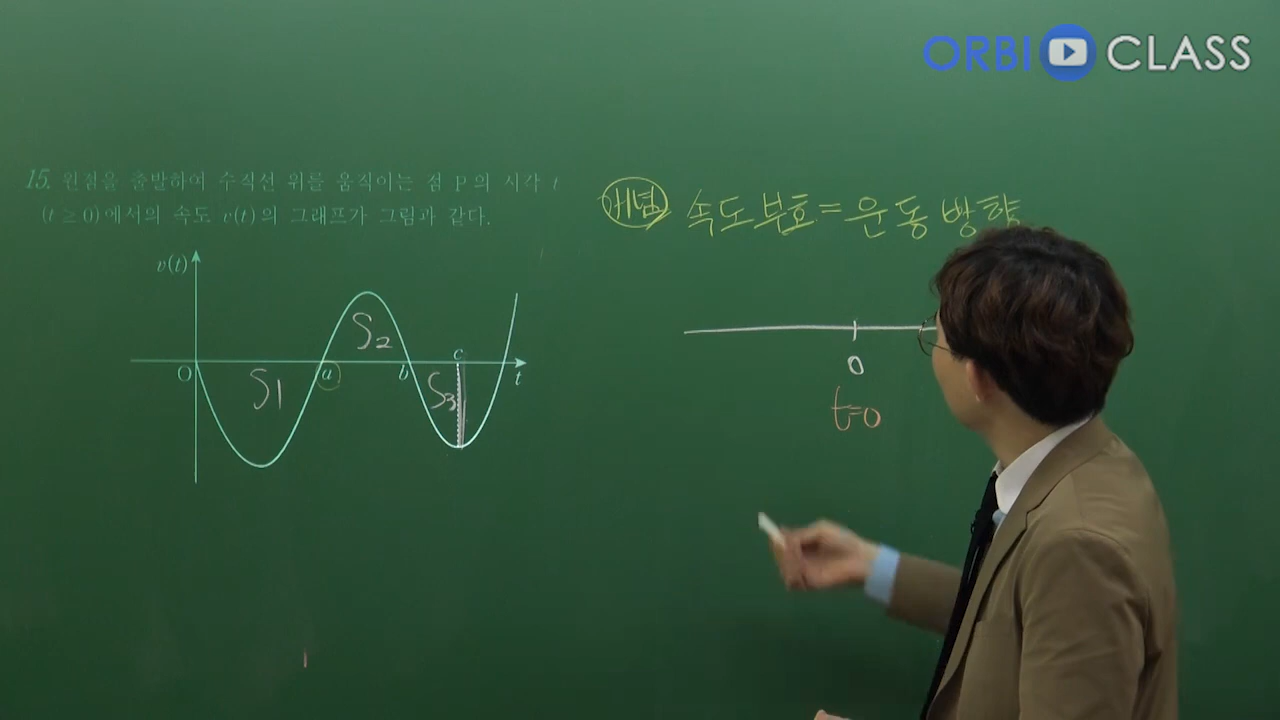 ORBI CLASS
15. 원점을 출발하여 수직선 위를 움직이는 점 P의 시각 t
(t ≥ 0)에서의 속도 v(t)의 그래프가 그림과 같다.
개념 속도부호=운동방향
v(t)
S2
O
a
b
c
t
S1
S3
0
t=0